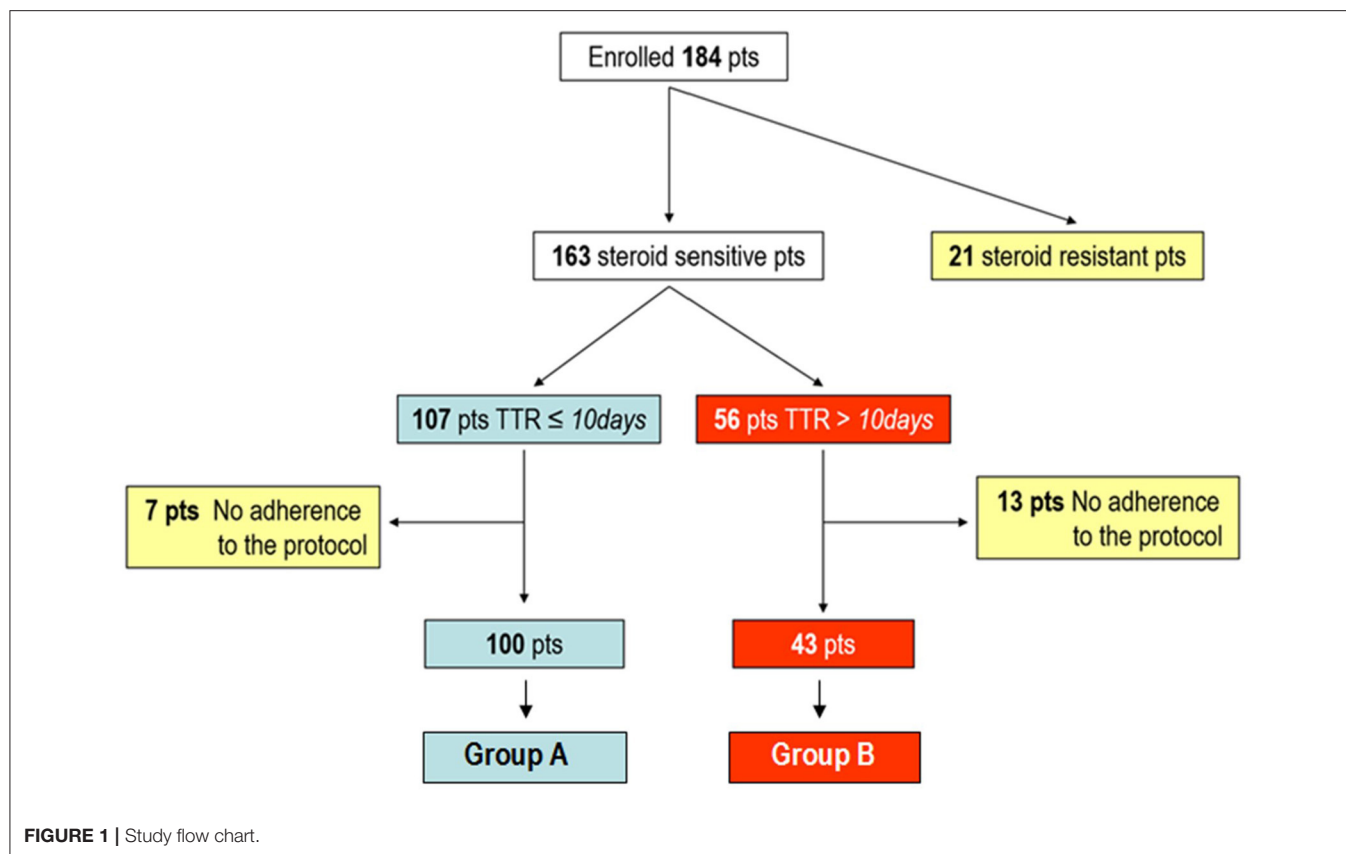 Enrolled 184 pts
163 steroid sensitive pts
21 steroid resistant pts
107 pts TTR ≤ 10days
56 pts TTR > 10days
7 pts No adherence
to the protocol
13 pts No adherence
to the protocol
100 pts
43 pts
Group A
Group B
FIGURE 1 | Study flow chart.